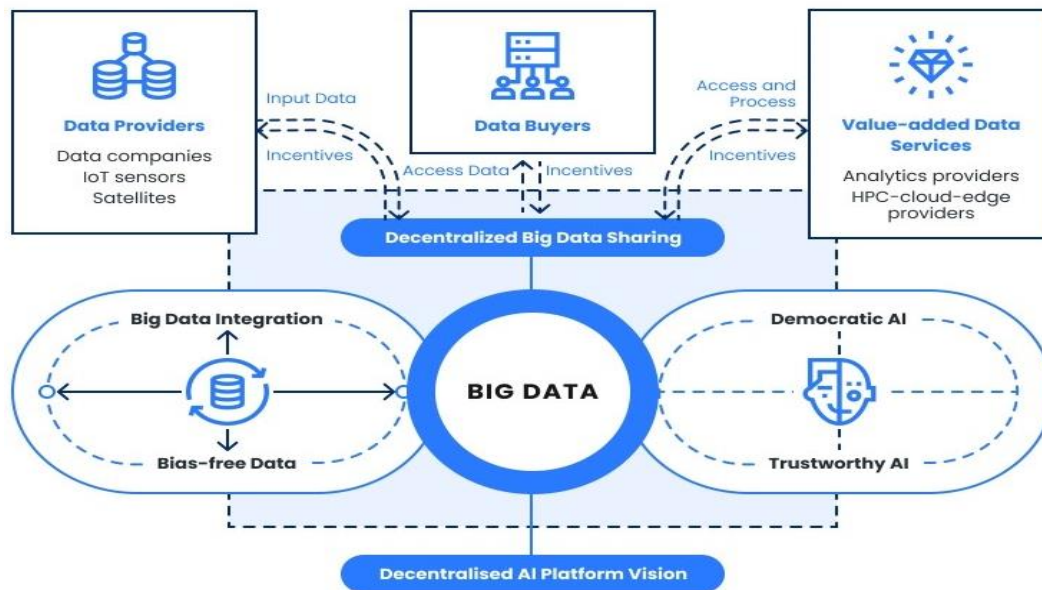 Data Providers
Data companies
IoT sensors
Satellites
Input Data
Incentives
Data Buyers
Access Data
Incentives
Access and
Process
Incentives
Value-added Data
Services
Analytics providers
HPC-cloud-edge
providers
Decentralized Big Data Sharing
Big Data Integration
Bias-free Data
BIG DATA
Democratic AI
Trustworthy AI
Decentralised AI Platform Vision